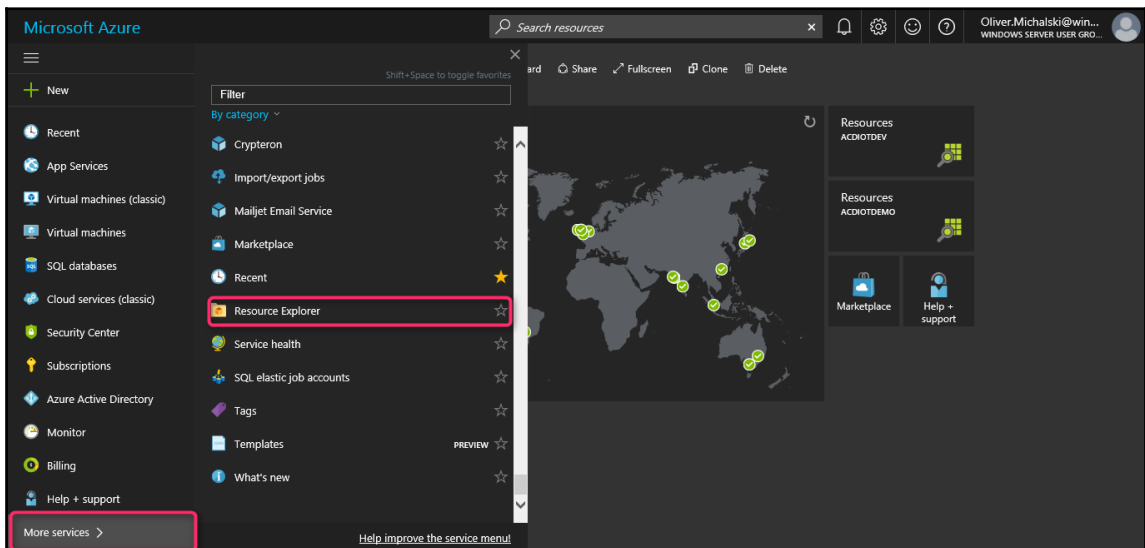 Microsoft Azure
Search resources
Oliver.Michalski@win...
WINDOWS SERVER USER GRO...
New
Recent
App Services
Virtual machines (classic)
Virtual machines
SQL databases
Cloud services (classic)
Security Center
Subscriptions
Azure Active Directory
Monitor
Billing
Help + support
More services
Shift+Space to toggle favorites
Filter
By category
Crypteron
Import/export jobs
Mailjet Email Service
Marketplace
Recent
Resource Explorer
Service health
SQL elastic job accounts
Tags
Templates PREVIEW
What's new
Help improve the service menu!
ard Share Fullscreen Clone Delete
Resources
ACDIOTDEV
Resources
ACDIOTDEMO
Marketplace
Help +
support